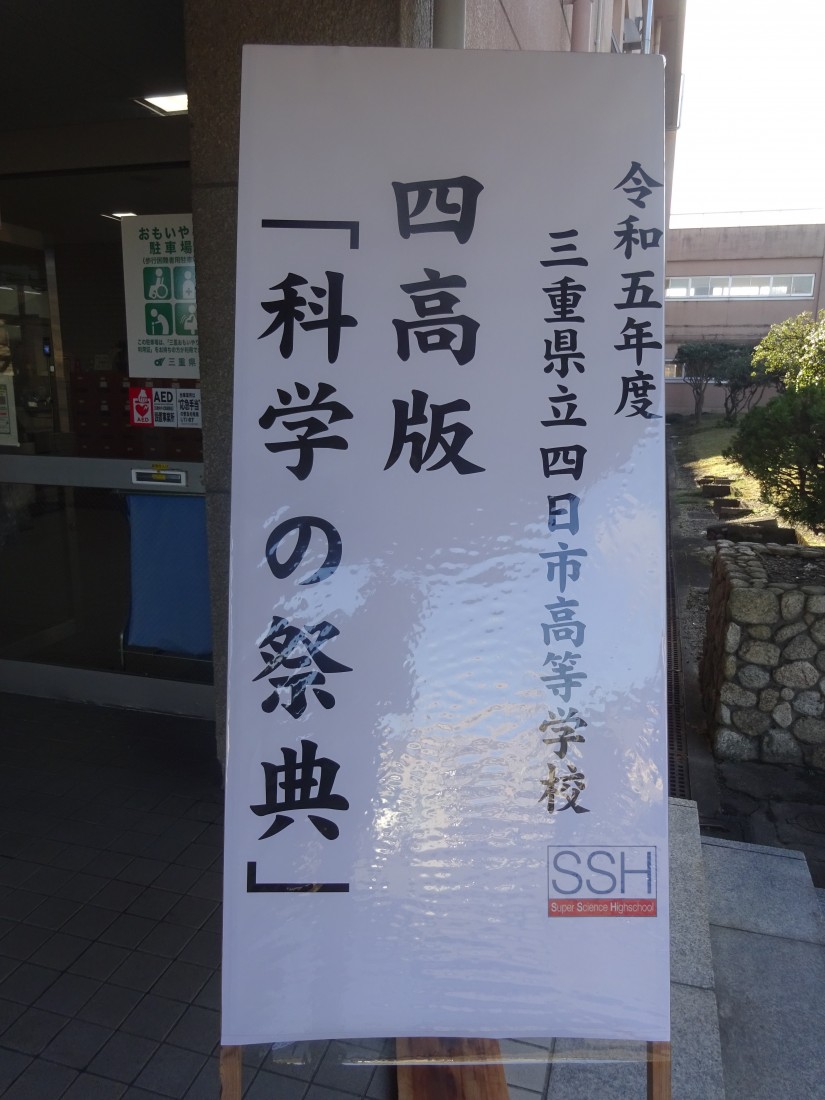 令和五年度
三重県立四日市高等学校
四高版
「科学の祭典」
SSH
Super Science Highschool
おもいや
駐車場
三重県
AED